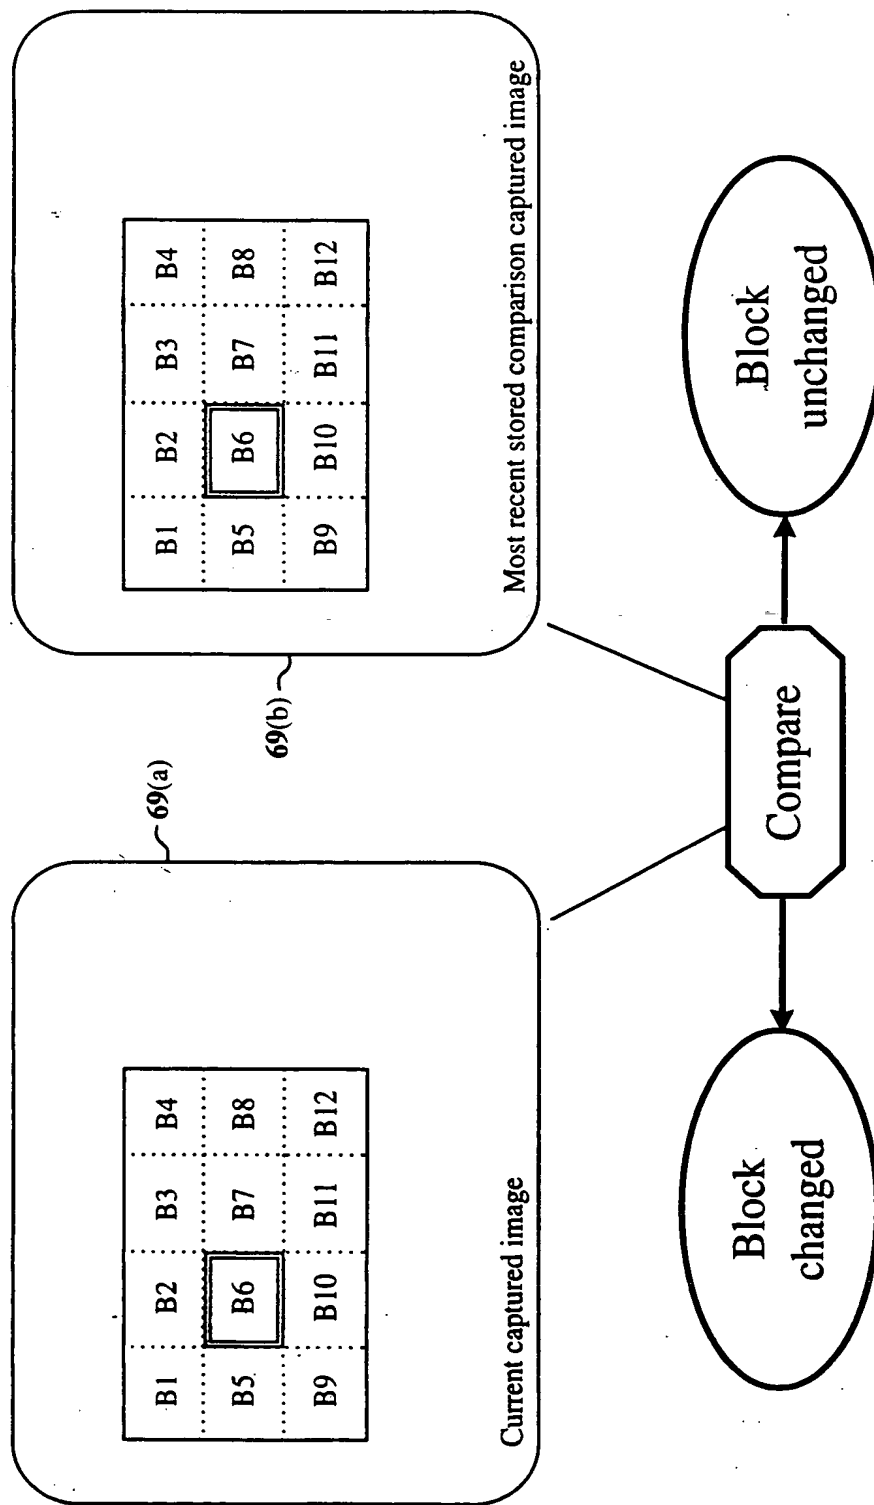 69(a)
B1 B2 B3 B4
B5 B6 B7 B8
B9 B10 B11 B12
Current captured image
69(b)
B1 B2 B3 B4
B5 B6 B7 B8
B9 B10 B11 B12
Most recent stored comparison captured image
Block
changed
Compare
Block
unchanged